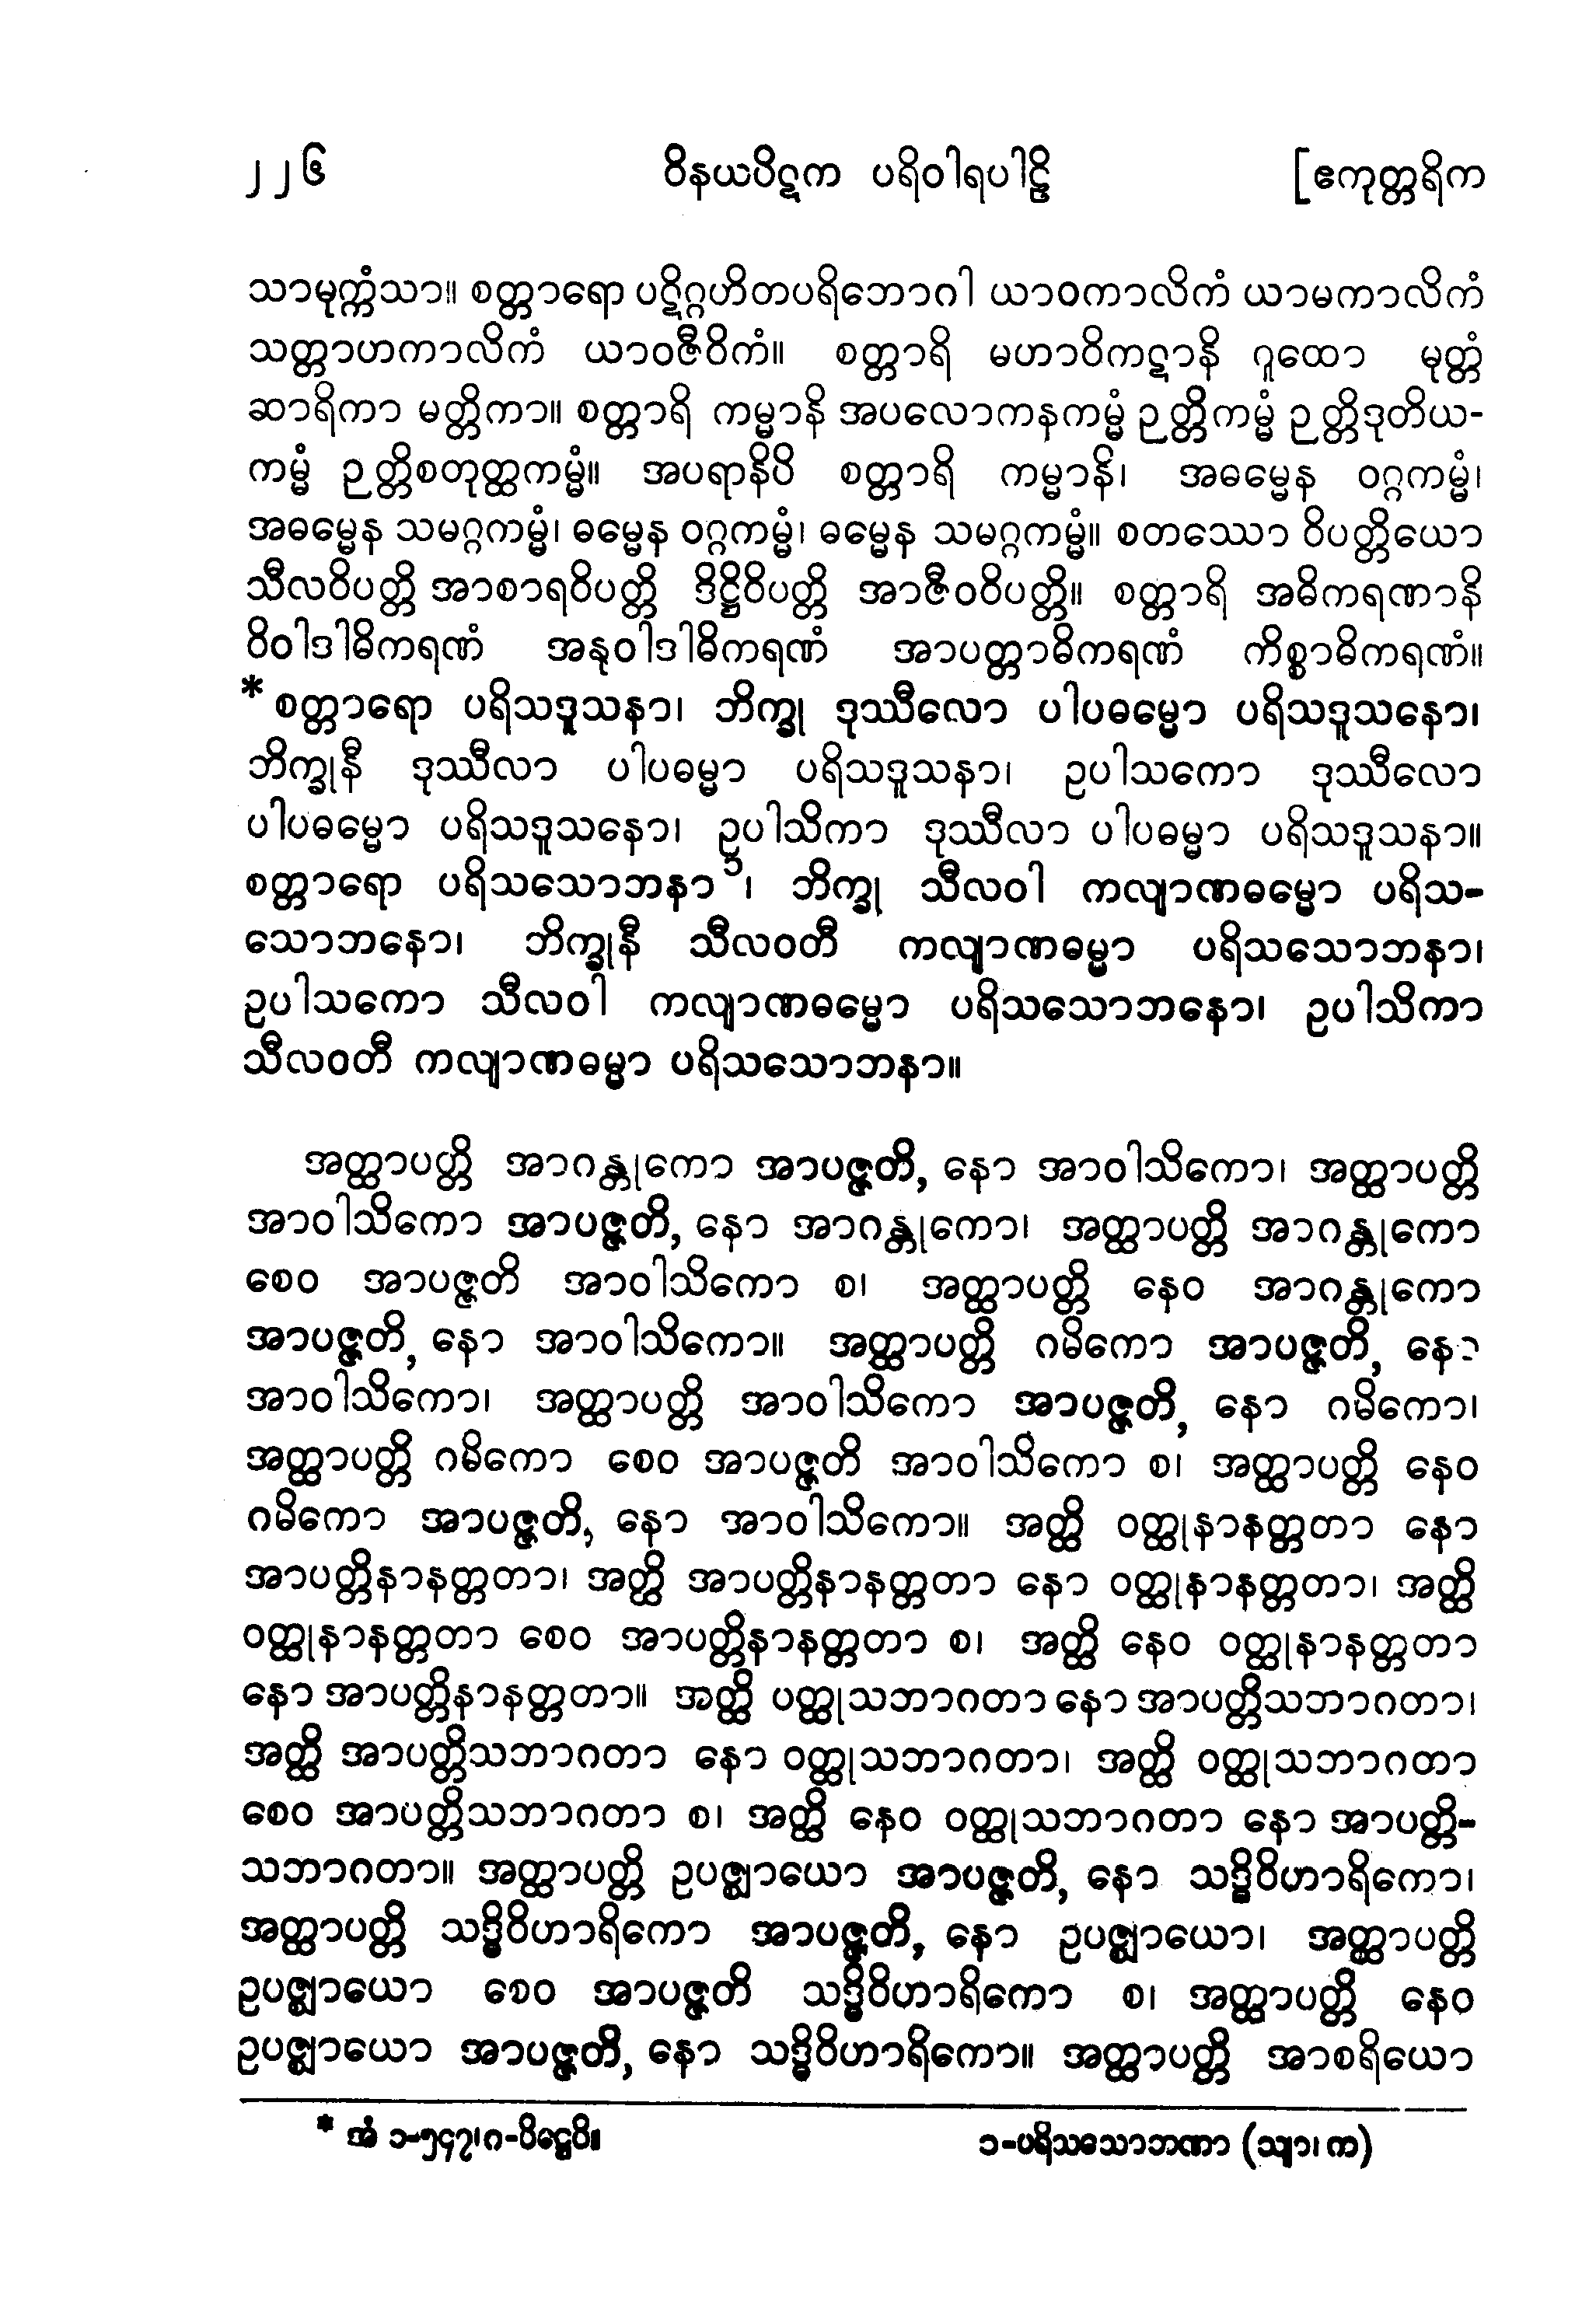 ၂၂၆ ဝိနယပိဋက ပရိဝါရပါဠိ [ဧကုတ္တရိက
သာမုက္ကံသာ။ စတ္တာရော ပဋိဂ္ဂဟိတပရိဘောဂါ ယာဝကာလိကံ ယာမကာလိကံ
သတ္တာဟကာလိကံ ယာဝဇီဝိကံ။ စတ္တာရိ မဟာဝိကဋာနိ ဂူထော မုတ္တံ
ဆာရိကာ မတ္တိကာ။ စတ္တာရိ ကမ္မာနိ အပလောကနကမ္မံ ဉတ္တိကမ္မံ ဉတ္တိဒုတိယ-
ကမ္မံ ဉတ္တိစတုတ္ထကမ္မံ။ အပရာနိပိ စတ္တာရိ ကမ္မာနိ၊ အဓမ္မေန ဝဂ္ဂကမ္မံ၊
အဓမ္မေန သမဂ္ဂကမ္မံ၊ ဓမ္မေန ဝဂ္ဂကမ္မံ၊ ဓမ္မေန သမဂ္ဂကမ္မံ။ စတဿော ဝိပတ္တိယော
သီလဝိပတ္တိ အာစာရဝိပတ္တိ ဒိဋ္ဌိဝိပတ္တိ အာဇီဝဝိပတ္တိ။ စတ္တာရိ အဓိကရဏာနိ
ဝိဝါဒါဓိကရဏံ အနုဝါဒါဓိကရဏံ အာပတ္တာဓိကရဏံ ကိစ္စာဓိကရဏံ။
* စတ္တာရော ပရိသဒူသနာ၊ ဘိက္ခု ဒုဿီလော ပါပဓမ္မော ပရိသဒူသနော၊
ဘိက္ခုနီ ဒုဿီလာ ပါပဓမ္မာ ပရိသဒူသနာ၊ ဥပါသကော ဒုဿီလော
ပါပဓမ္မော ပရိသဒူသနော၊ ဥပါသိကာ ဒုဿီလာ ပါပဓမ္မာ ပရိသဒူသနာ။
စတ္တာရော ပရိသသောဘနာ ၁၊ ဘိက္ခု သီလဝါ ကလျာဏဓမ္မော ပရိသ-
သောဘနော၊ ဘိက္ခုနီ သီလဝတီ ကလျာဏဓမ္မာ ပရိသသောဘနာ၊
ဥပါသကော သီလဝါ ကလျာဏဓမ္မော ပရိသသောဘနော၊ ဥပါသိကာ
သီလဝတီ ကလျာဏဓမ္မာ ပရိသသောဘနာ။
အတ္ထာပတ္တိ အာဂန္တုကော အာပဇ္ဇတိ, နော အာဝါသိကော၊ အတ္ထာပတ္တိ
အာဝါသိကော အာပဇ္ဇတိ, နော အာဂန္တုကော၊ အတ္ထာပတ္တိ အာဂန္တုကော
စေဝ အာပဇ္ဇတိ အာဝါသိကော စ၊ အတ္ထာပတ္တိ နေဝ အာဂန္တုကော
အာပဇ္ဇတိ, နော အာဝါသိကော။ အတ္ထာပတ္တိ ဂမိကော အာပဇ္ဇတိ, နော
အာဝါသိကော၊ အတ္ထာပတ္တိ အာဝါသိကော အာပဇ္ဇတိ, နော ဂမိကော၊
အတ္ထာပတ္တိ ဂမိကော စေဝ အာပဇ္ဇတိ အာဝါသိကော စ၊ အတ္ထာပတ္တိ နေဝ
ဂမိကော အာပဇ္ဇတိ, နော အာဝါသိကော။ အတ္ထိ ဝတ္ထုနာနတ္တတာ နော
အာပတ္တိနာနတ္တတာ၊ အတ္ထိ အာပတ္တိနာနတ္တတာ နော ဝတ္ထုနာနတ္တတာ၊ အတ္ထိ
ဝတ္ထုနာနတ္တတာ စေဝ အာပတ္တိနာနတ္တတာ စ၊ အတ္ထိ နေဝ ဝတ္ထုနာနတ္တတာ
နော အာပတ္တိနာနတ္တတာ။ အတ္ထိ ပတ္ထုသဘာဂတာ နော အာပတ္တိသဘာဂတာ၊
အတ္ထိ အာပတ္တိသဘာဂတာ နော ဝတ္ထုသဘာဂတာ၊ အတ္ထိ ဝတ္ထုသဘာဂတာ
စေဝ အာပတ္တိသဘာဂတာ စ၊ အတ္ထိ နေဝ ဝတ္ထုသဘာဂတာ နော အာပတ္တိ-
သဘာဂတာ။ အတ္ထာပတ္တိ ဥပဇ္ဈာယော အာပဇ္ဇတိ, နော သဒ္ဓိဝိဟာရိကော၊
အတ္ထာပတ္တိ သဒ္ဓိဝိဟာရိကော အာပဇ္ဇတိ, နော ဥပဇ္ဈာယော၊ အတ္ထာပတ္တိ
ဥပဇ္ဈာယော စေဝ အာပဇ္ဇတိ သဒ္ဓိဝိဟာရိကော စ၊ အတ္ထာပတ္တိ နေဝ
ဥပဇ္ဈာယော အာပဇ္ဇတိ, နော သဒ္ဓိဝိဟာရိကော။ အတ္ထာပတ္တိ အာစရိယော
* အံ ၁-၅၄၇၊ဂ-ပိဋ္ဌေပိ။ ၁-ပရိသသောဘဏာ (သျာ၊ က)